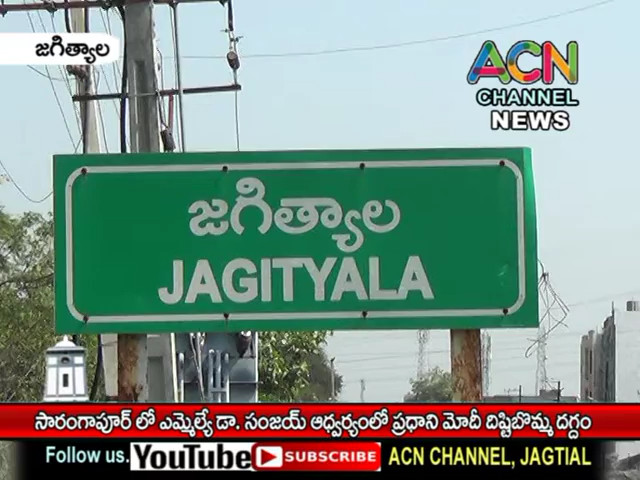 జగిత్యాల
ACN
CHANNEL
NEWS
జగిత్యాల
JAGITYALA
సారంగాపూర్ లో ఎమ్మెల్యే డా. సంజయ్ ఆధ్వర్యంలో ప్రధాని మోదీ దిష్టిబొమ్మ దగ్దం
Follow us. YouTube SUBSCRIBE ACN CHANNEL, JAGTIAL